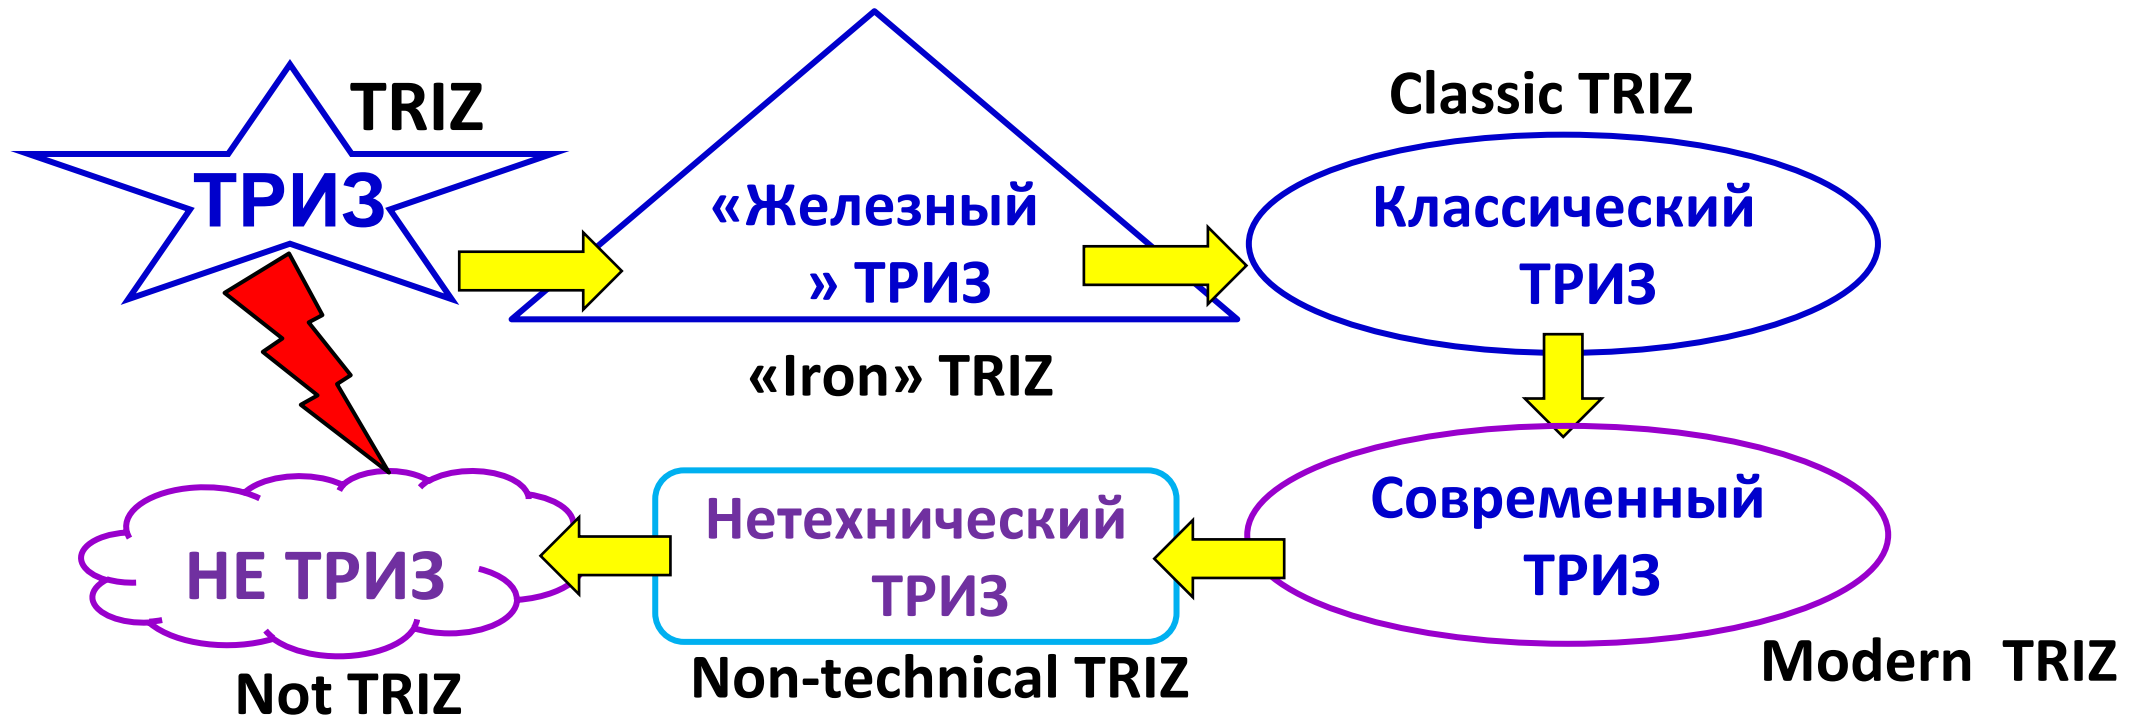 TRIZ
ТРИЗ
«Железный
» ТРИЗ
«Iron» TRIZ
Classic TRIZ
Классический
ТРИЗ
Современный
ТРИЗ
Modern TRIZ
Нетехнический
ТРИЗ
Non-technical TRIZ
НЕ ТРИЗ
Not TRIZ